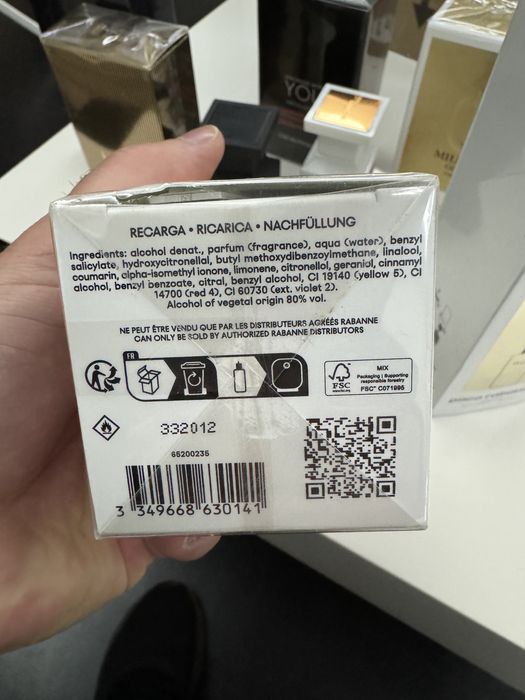 YOU
MIL
RECARGA • RICARICA • NACHFÜLLUNG
Ingredients: alcohol denat., parfum (fragrance), aqua (water), benzyl
salicylate, hydroxycitronellal, butyl methoxydibenzoylmethane, linalool,
coumarin, alpha-isomethyl ionone, limonene, citronellol, geraniol, cinnamyl
alcohol, benzyl benzoate, citral, benzyl alcohol, CI 19140 (yellow 5), CI
14700 (red 4), CI 60730 (ext. violet 2).
Alcohol of vegetal origin 80% vol.
NE PEUT ÊTRE VENDU QUE PAR LES DISTRIBUTEURS AGRÉÉS RABANNE
CAN ONLY BE SOLD BY AUTHORIZED RABANNE DISTRIBUTORS
FR
FSC
MIX
Packaging | Supporting
responsible forestry
FSC® C071985
332012
65200235
3 349668 630141